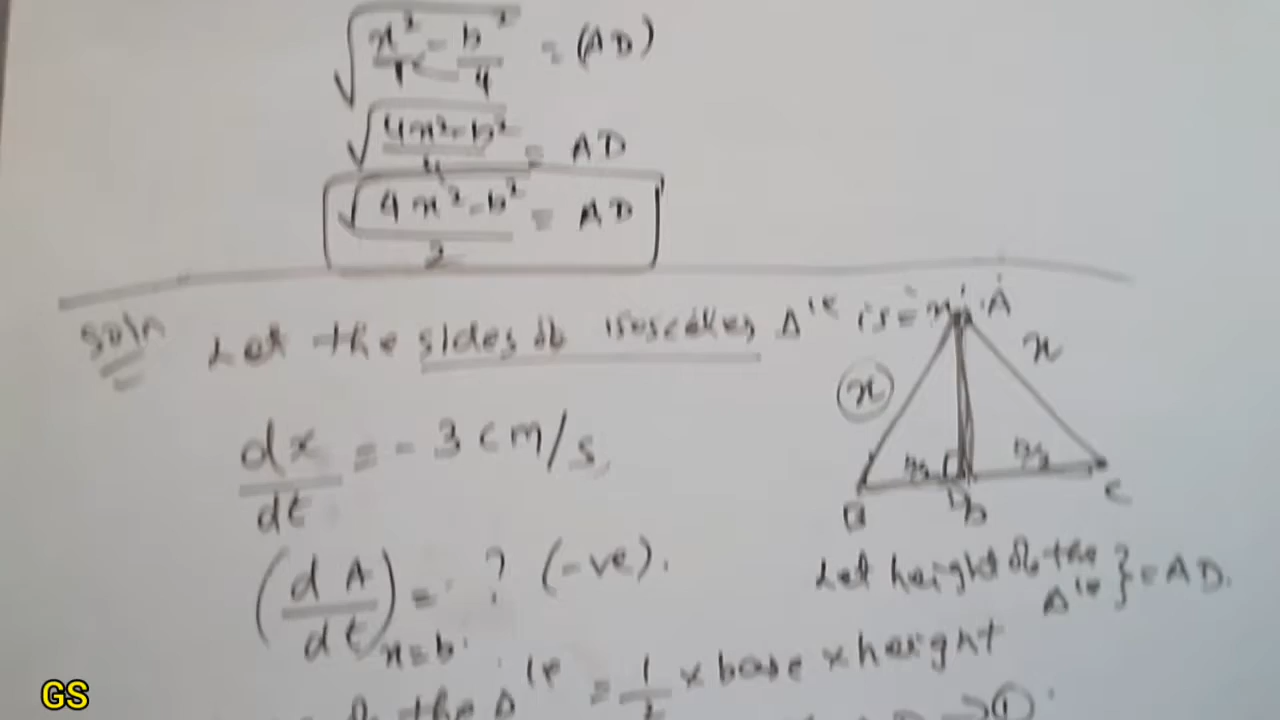 √(x²/1 - b²/4) = (AD)
√((4x²-b²)/4) = AD
√(4x²-b²)/2 = AD
Soln Let the sides of isosceles Δle is = x
A
x
x
B
D
b
C
dx/dt = - 3 cm/s
(dA/dt) x=b = ? (-ve).
Let height of the Δle } = AD.
the Δle = 1/2 × base × height
①
GS